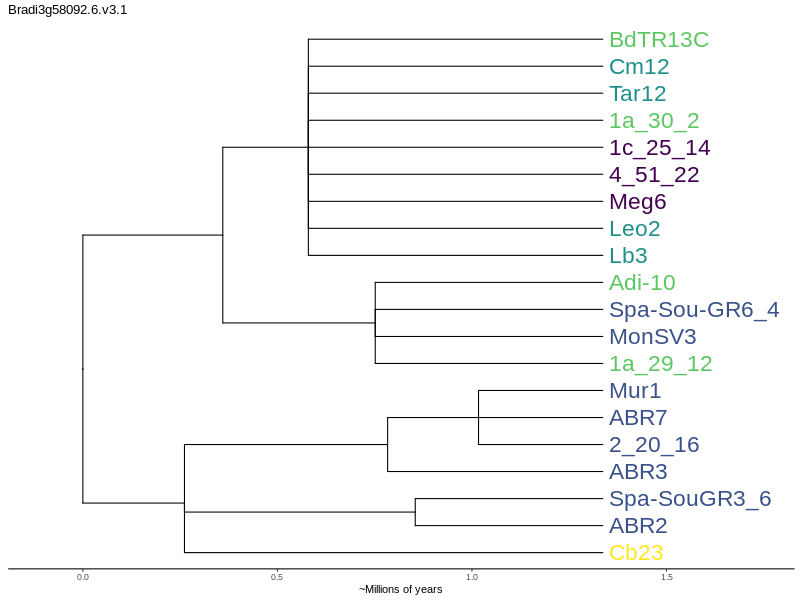 Bradi3g58092.6.v3.1
BdTR13C
Cm12
Tar12
1a_30_2
1c_25_14
4_51_22
Meg6
Leo2
Lb3
Adi-10
Spa-Sou-GR6_4
MonSV3
1a_29_12
Mur1
ABR7
2_20_16
ABR3
Spa-SouGR3_6
ABR2
Cb23
0.0 0.5 1.0 1.5
~Millions of years